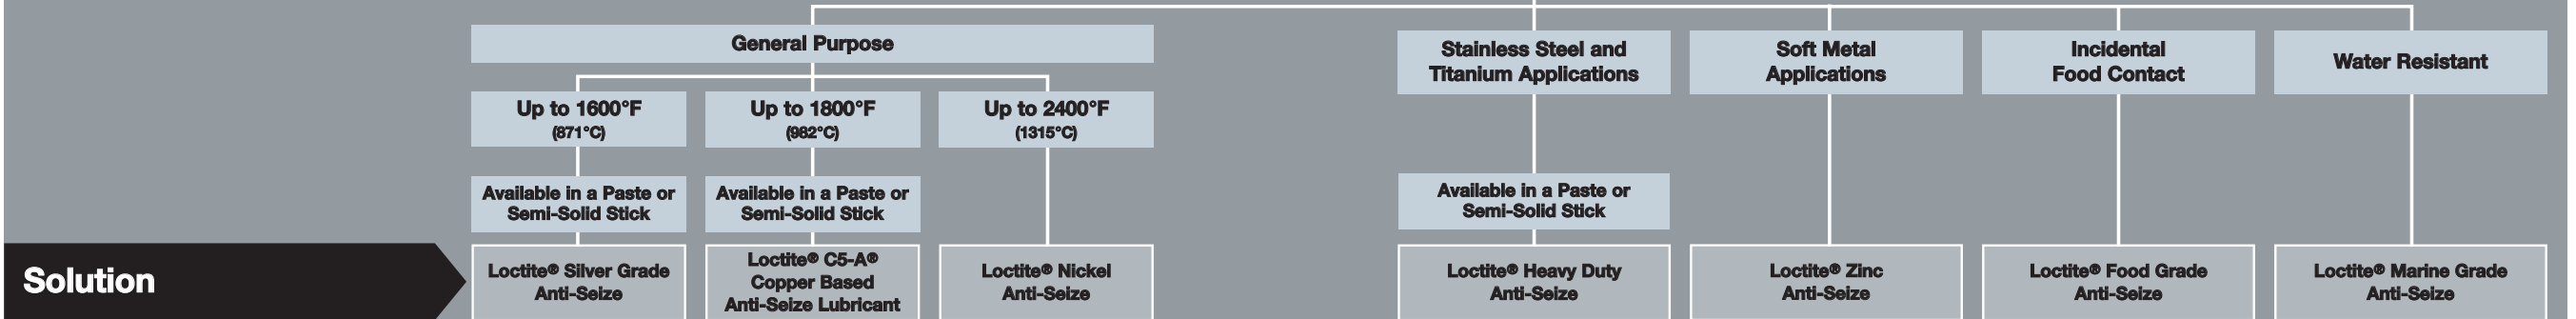 General Purpose
Stainless Steel and
Titanium Applications
Soft Metal
Applications
Incidental
Food Contact
Water Resistant
Up to 1600°F
(871°C)
Up to 1800°F
(982°C)
Up to 2400°F
(1315°C)
Available in a Paste or
Semi-Solid Stick
Available in a Paste or
Semi-Solid Stick
Available in a Paste or
Semi-Solid Stick
Solution
Loctite® Silver Grade
Anti-Seize
Loctite® C5-A®
Copper Based
Anti-Seize Lubricant
Loctite® Nickel
Anti-Seize
Loctite® Heavy Duty
Anti-Seize
Loctite® Zinc
Anti-Seize
Loctite® Food Grade
Anti-Seize
Loctite® Marine Grade
Anti-Seize